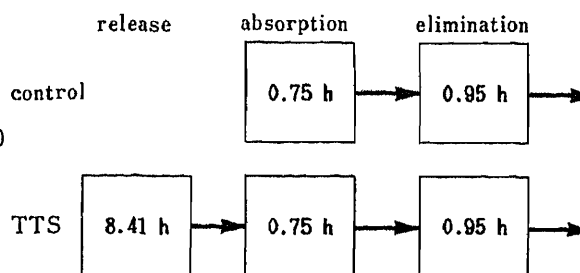 release absorption elimination
control 0.75 h 0.95 h
)
TTS 8.41 h 0.75 h 0.95 h